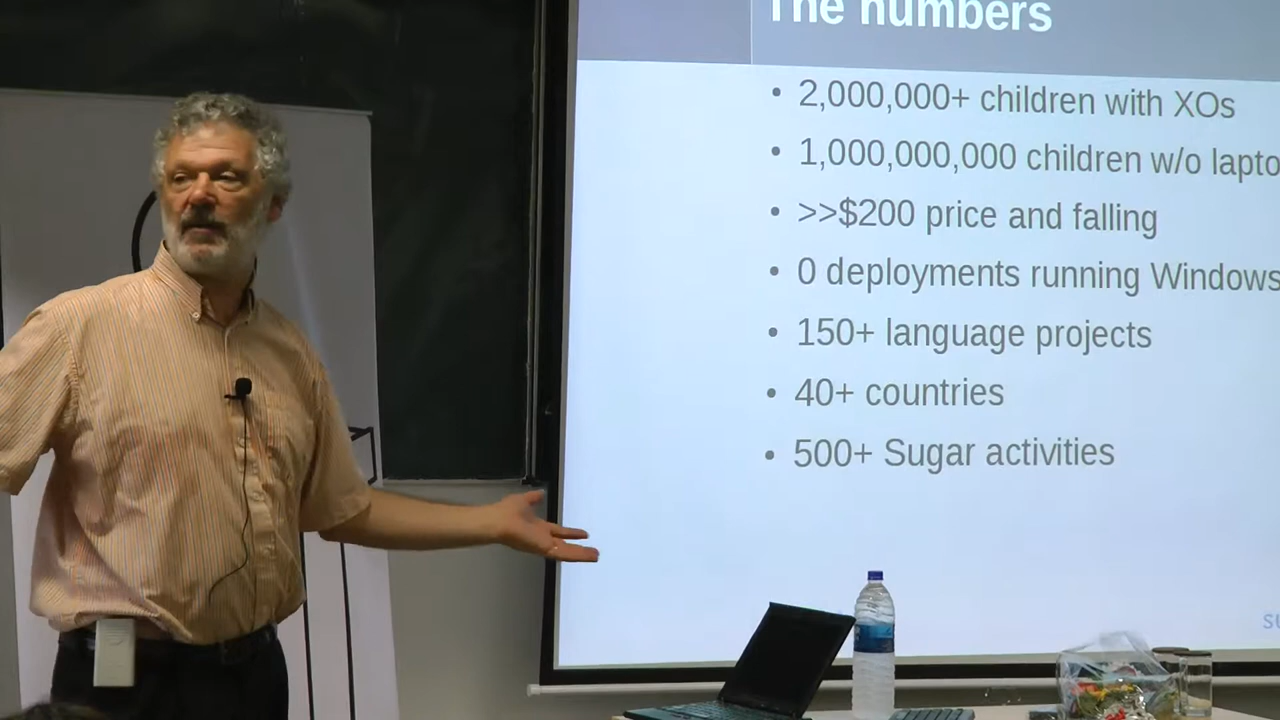 The numbers
• 2,000,000+ children with XOs
• 1,000,000,000 children w/o lapto
• >>$200 price and falling
• 0 deployments running Windows
• 150+ language projects
• 40+ countries
• 500+ Sugar activities
su